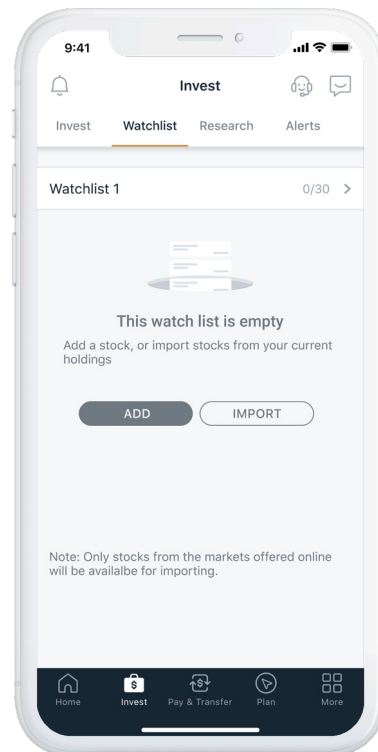 9:41
Invest
Invest Watchlist Research Alerts
Watchlist 1 0/30
This watch list is empty
Add a stock, or import stocks from your current
holdings
ADD IMPORT
Note: Only stocks from the markets offered online
will be availalbe for importing.
$ $
Home Invest Pay & Transfer Plan More